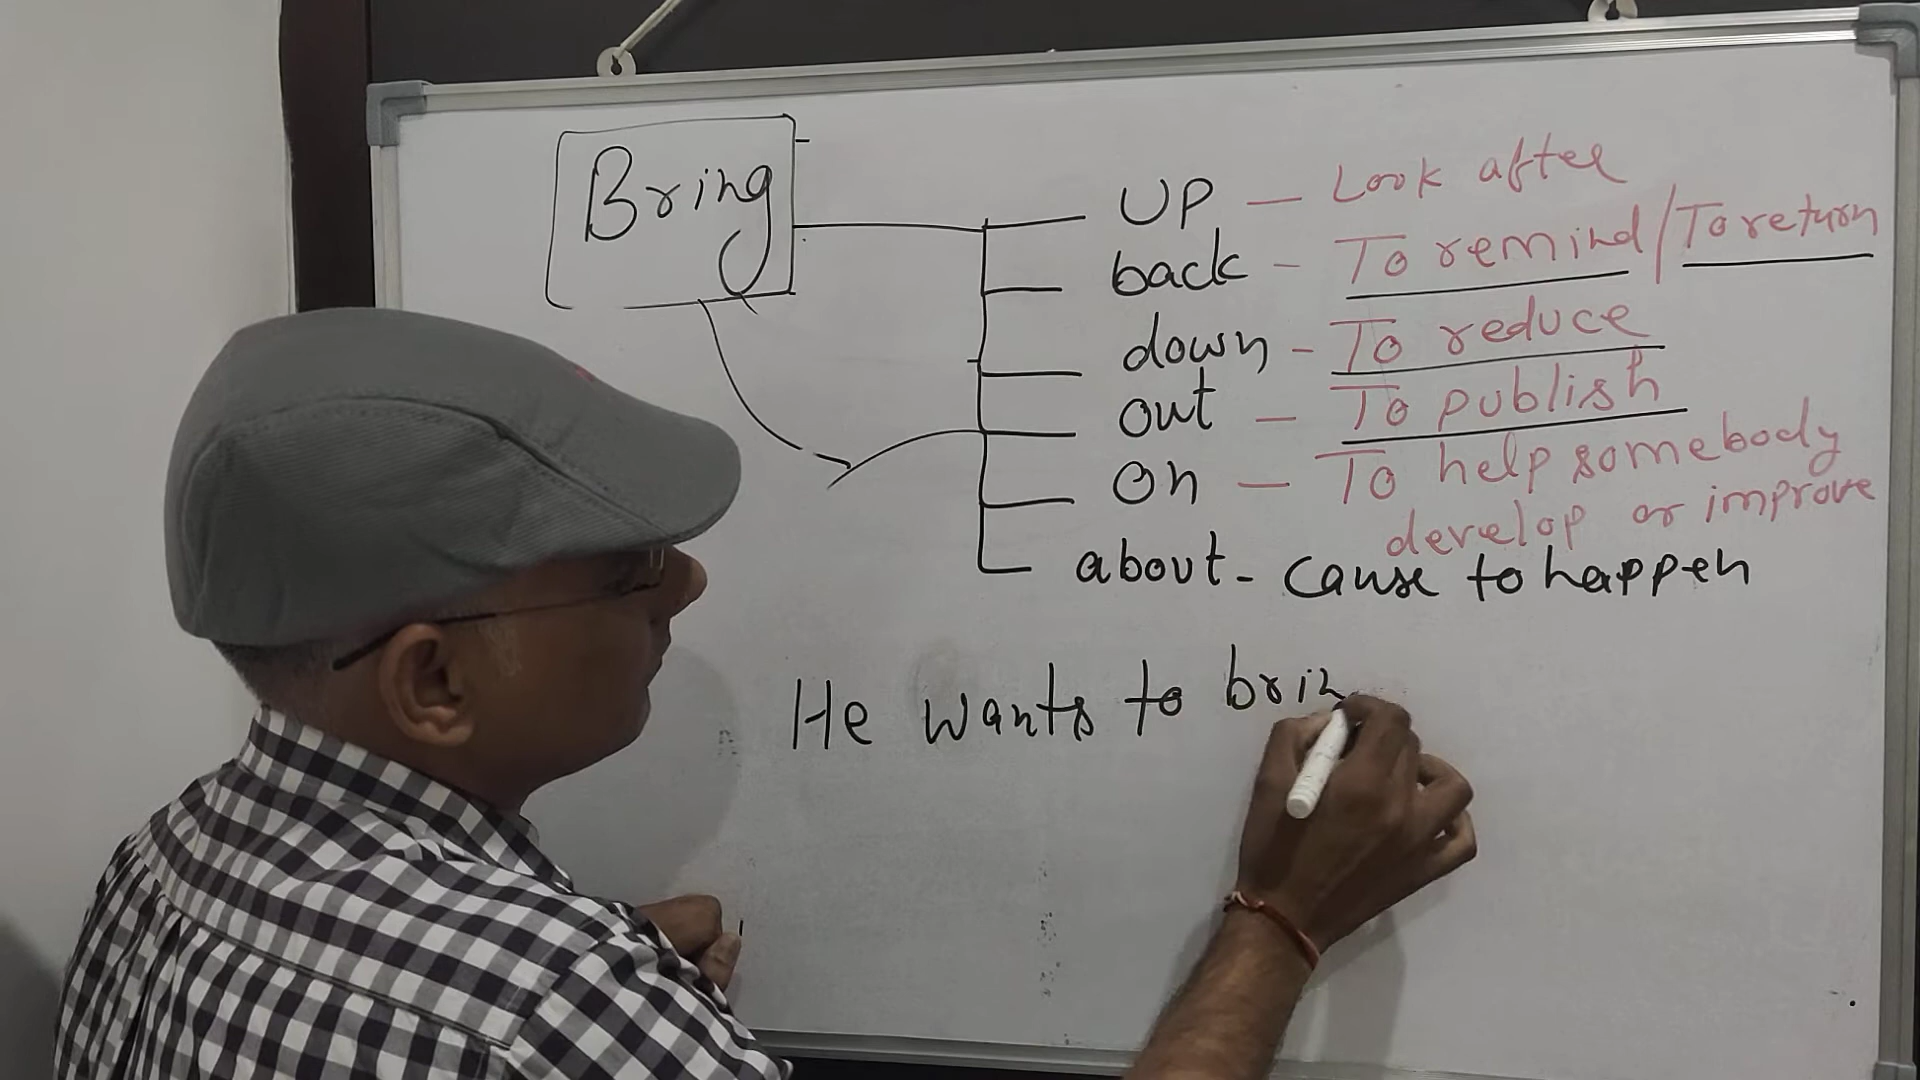 Bring
UP - Look after
back - To remind / To return
down - To reduce
out - To publish
on - To help somebody
develop or improve
about - cause to happen
He wants to brin